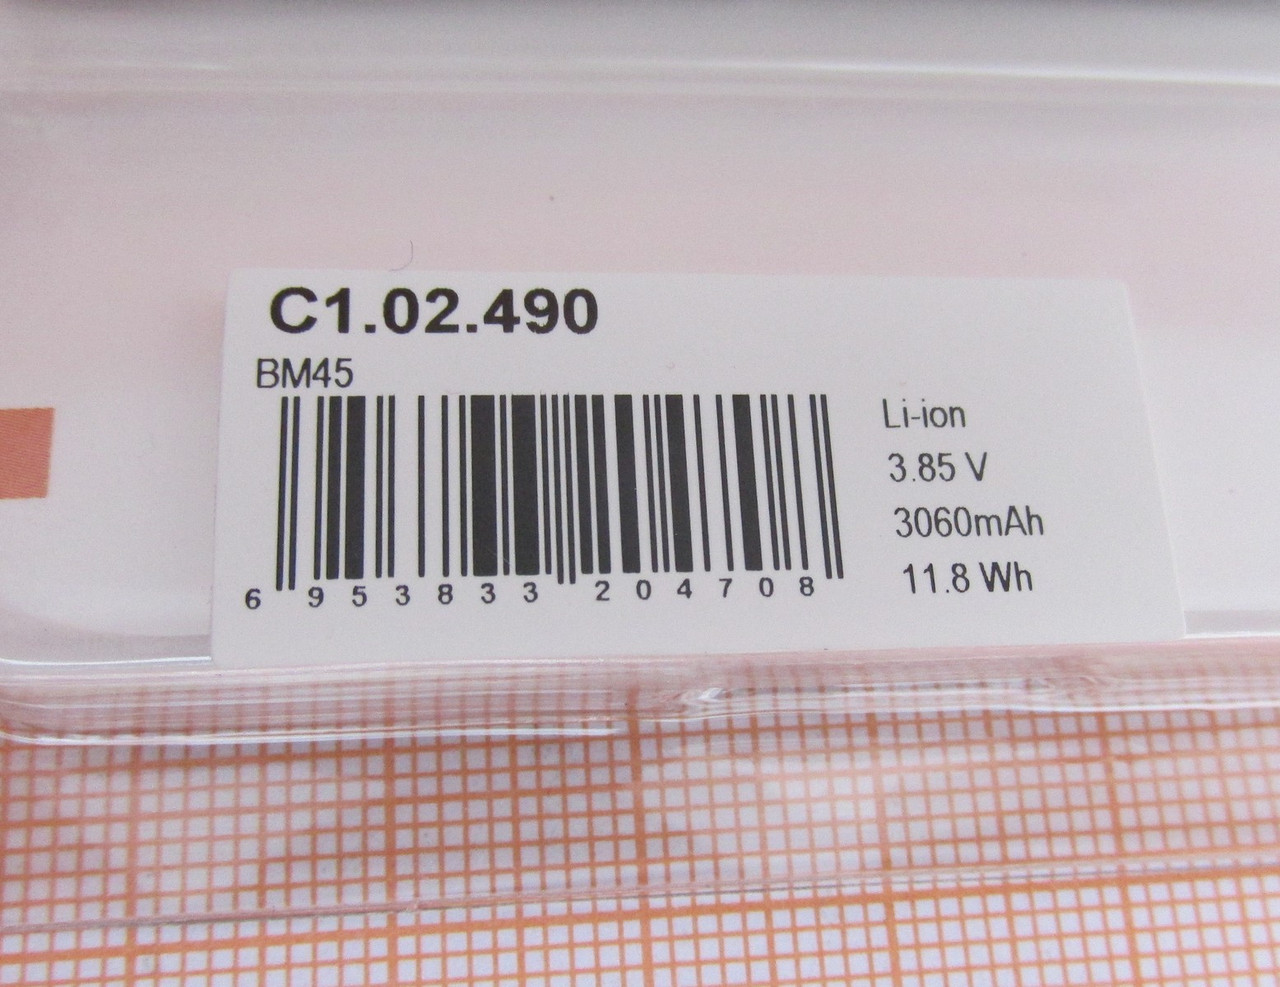 C1.02.490
BM45
6 953833 204708
Li-ion
3.85 V
3060mAh
11.8 Wh